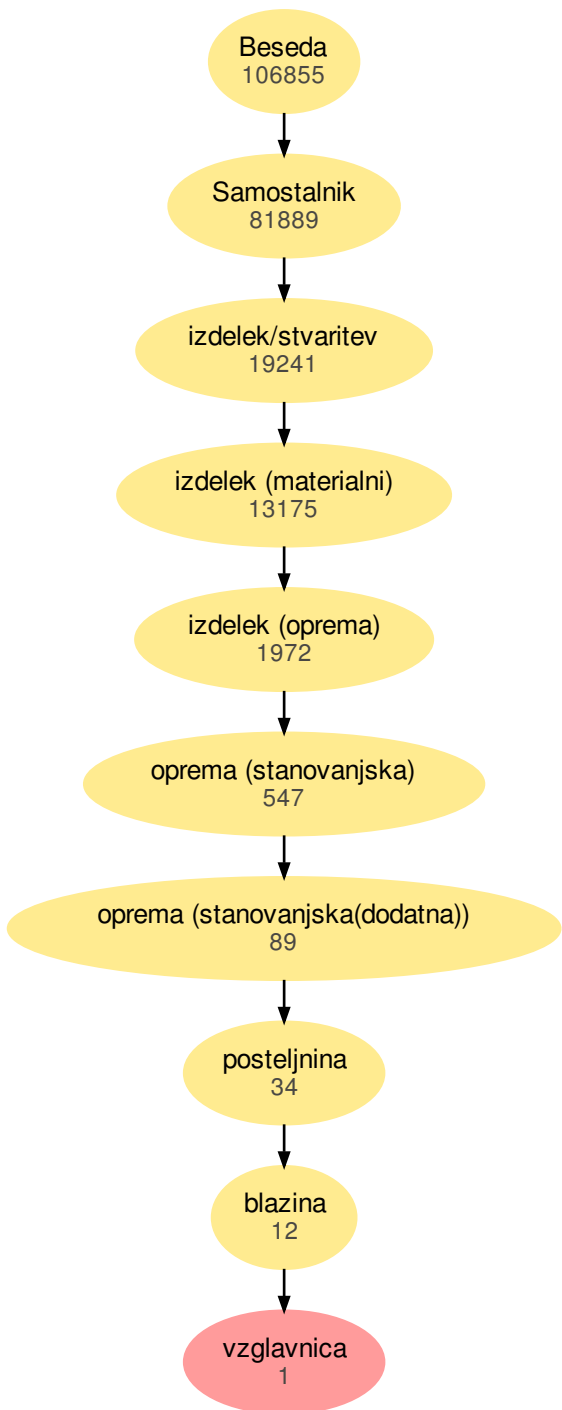 Beseda
106855
Samostalnik
81889
izdelek/stvaritev
19241
izdelek (materialni)
13175
izdelek (oprema)
1972
oprema (stanovanjska)
547
oprema (stanovanjska(dodatna))
89
posteljnina
34
blazina
12
vzglavnica
1